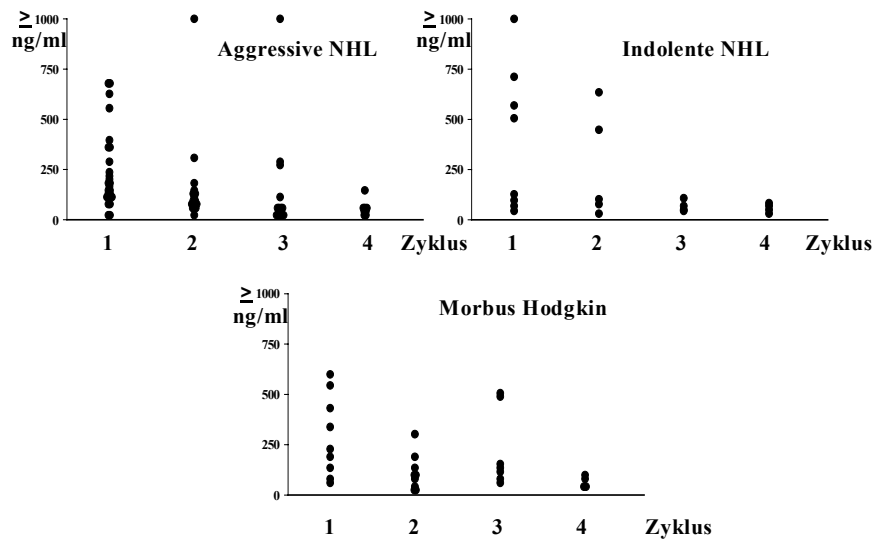 ≥ 1000
ng/ml
Aggressive NHL
750
500
250
0
1 2 3 4 Zyklus
≥ 1000
ng/ml
Indolente NHL
750
500
250
0
1 2 3 4 Zyklus
≥ 1000
ng/ml
Morbus Hodgkin
750
500
250
0
1 2 3 4 Zyklus